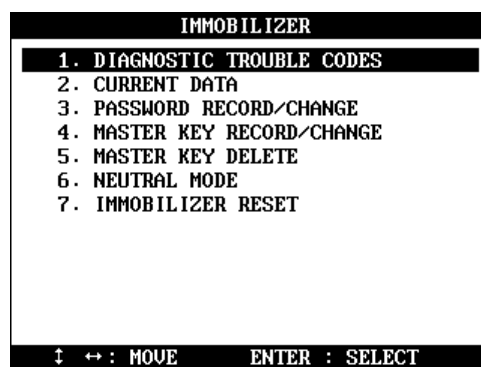 IMMOBILIZER
1. DIAGNOSTIC TROUBLE CODES
2. CURRENT DATA
3. PASSWORD RECORD/CHANGE
4. MASTER KEY RECORD/CHANGE
5. MASTER KEY DELETE
6. NEUTRAL MODE
7. IMMOBILIZER RESET
↕ ↔: MOVE ENTER : SELECT